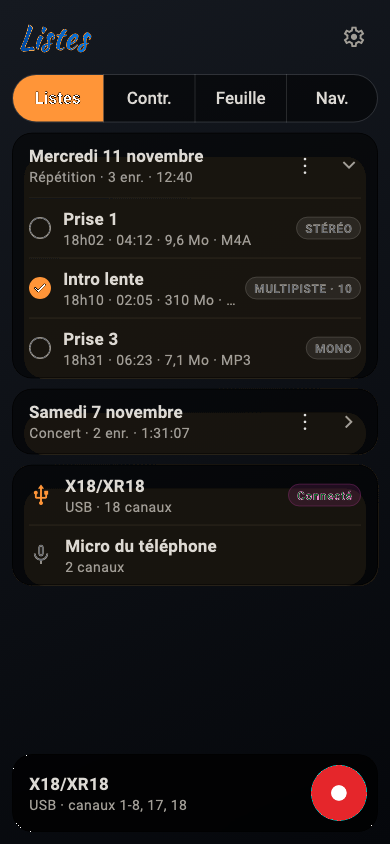 Listes
Listes
Contr.
Feuille
Nav.
Mercredi 11 novembre
Répétition · 3 enr. · 12:40
Prise 1
18h02 · 04:12 · 9,6 Mo · M4A
STÉRÉO
Intro lente
18h10 · 02:05 · 310 Mo · …
MULTIPISTE · 10
Prise 3
18h31 · 06:23 · 7,1 Mo · MP3
MONO
Samedi 7 novembre
Concert · 2 enr. · 1:31:07
X18/XR18
USB · 18 canaux
Connecté
Micro du téléphone
2 canaux
X18/XR18
USB · canaux 1-8, 17, 18